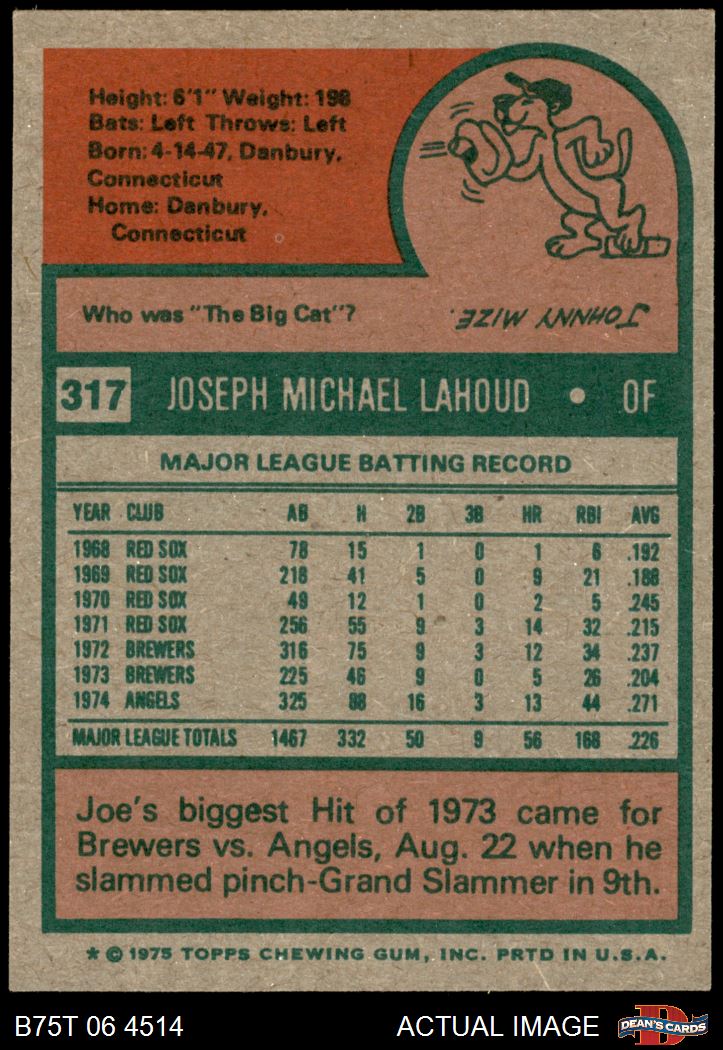 Height: 6'1" Weight: 198
Bats: Left Throws: Left
Born: 4-14-47, Danbury,
Connecticut
Home: Danbury,
Connecticut
Who was "The Big Cat"?
JOHNNY MIZE.
317 JOSEPH MICHAEL LAHOUD • OF
MAJOR LEAGUE BATTING RECORD
YEAR CLUB AB H 2B 3B HR RBI AVG
1968 RED SOX 78 15 1 0 1 6 .192
1969 RED SOX 218 41 5 0 9 21 .188
1970 RED SOX 49 12 1 0 2 5 .245
1971 RED SOX 256 55 9 3 14 32 .215
1972 BREWERS 316 75 9 3 12 34 .237
1973 BREWERS 225 46 9 0 5 26 .204
1974 ANGELS 325 88 16 3 13 44 .271
MAJOR LEAGUE TOTALS 1467 332 50 9 56 168 .226
Joe's biggest Hit of 1973 came for
Brewers vs. Angels, Aug. 22 when he
slammed pinch-Grand Slammer in 9th.
* © 1975 TOPPS CHEWING GUM, INC. PRTD IN U.S.A.
B75T 06 4514 ACTUAL IMAGE D DEAN'S CARDS